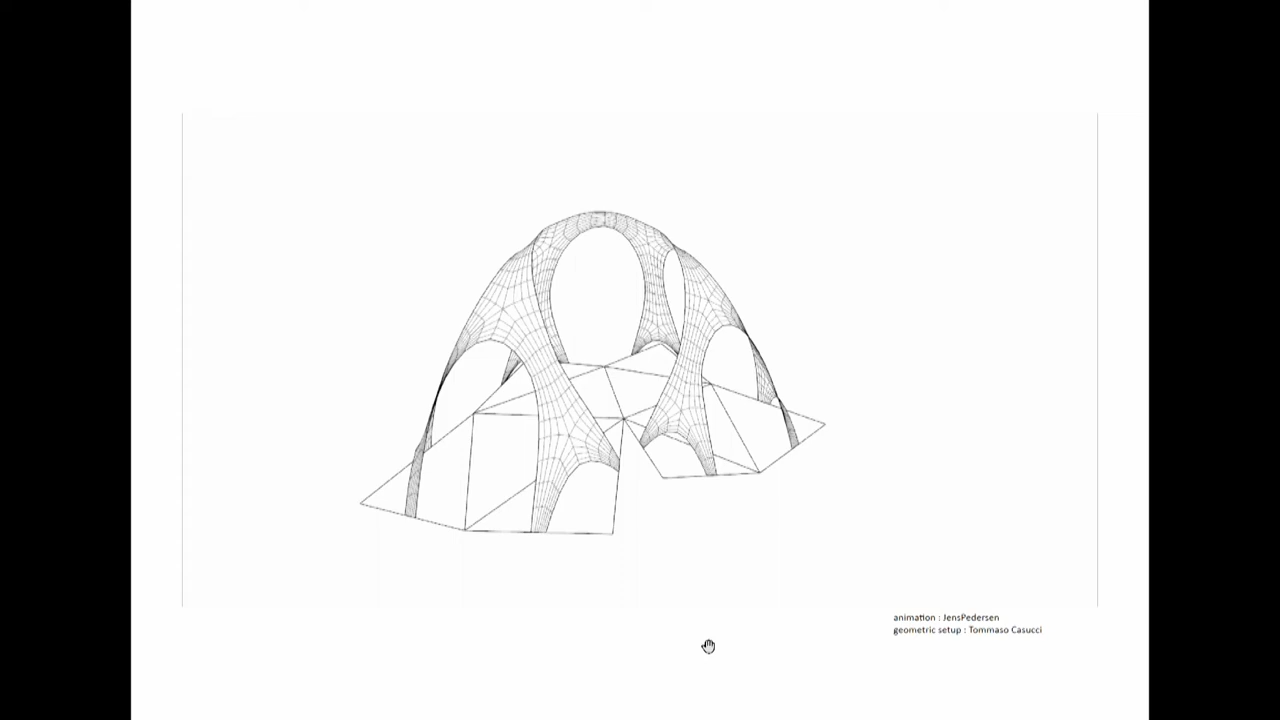 animation : JensPedersen
geometric setup : Tommaso Casucci